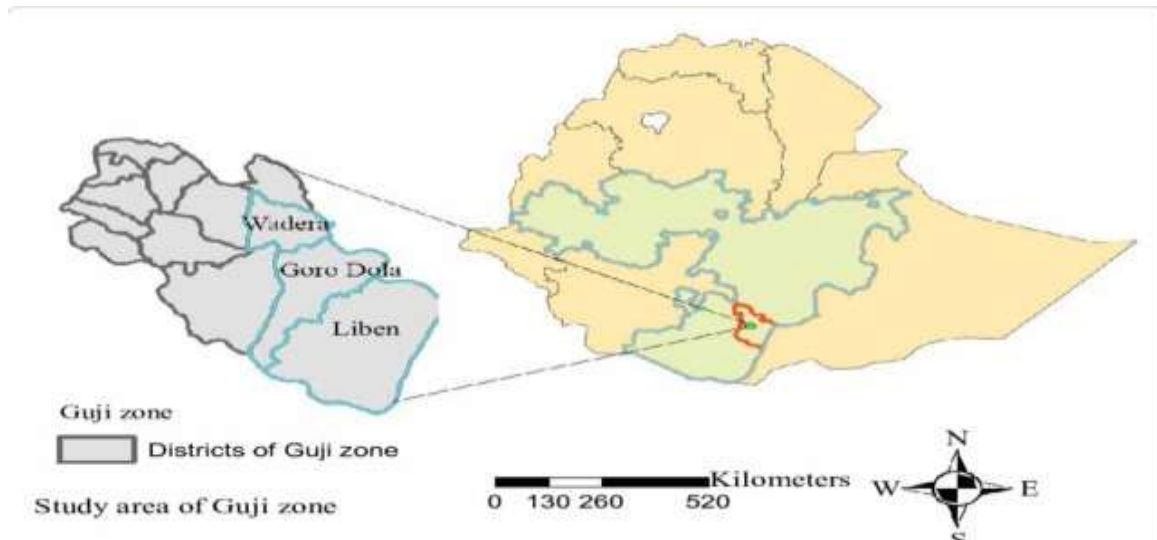 Wadera
Goro Dola
Liben
Guji zone
Districts of Guji zone
Study area of Guji zone
Kilometers
0 130 260 520
N
W E
S